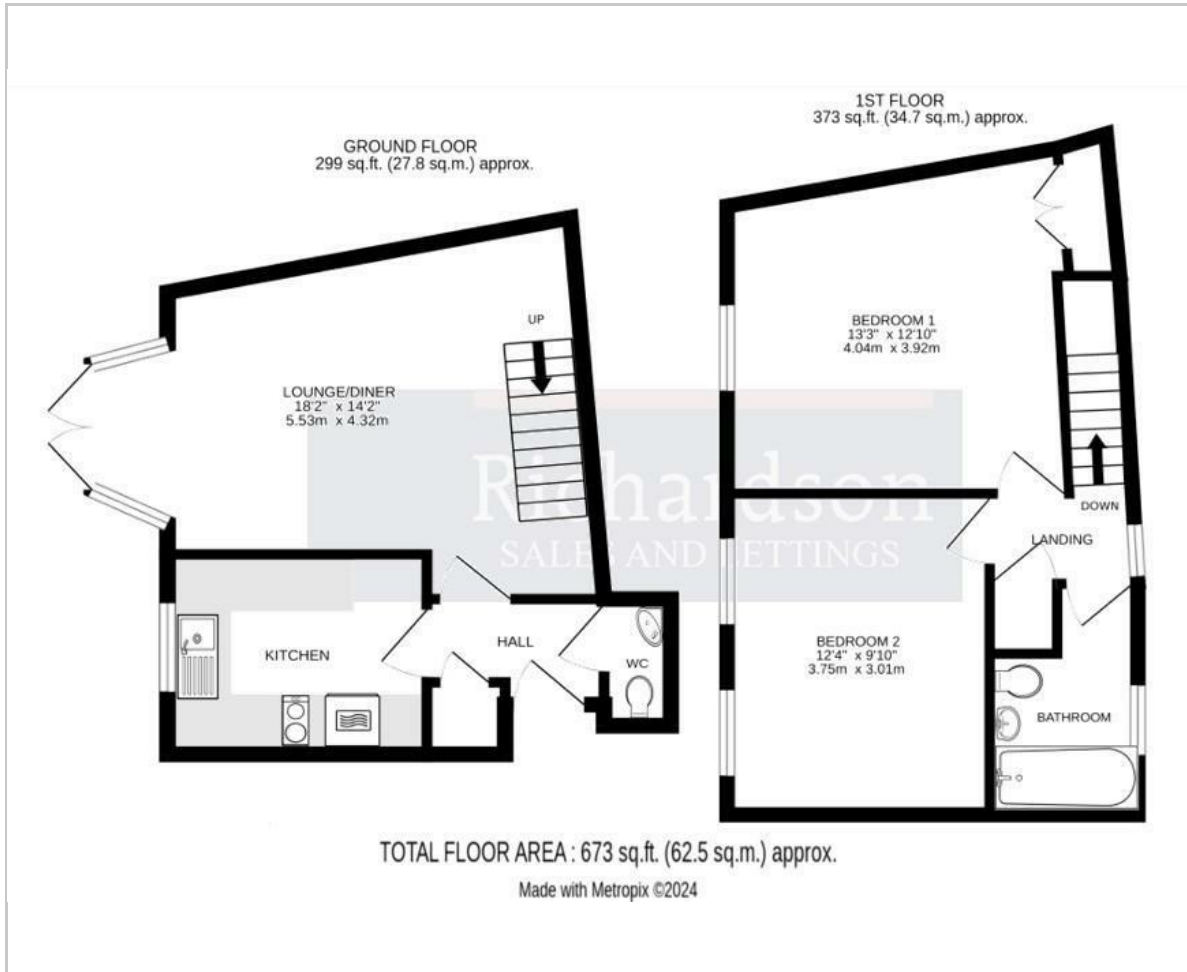 GROUND FLOOR
299 sq.ft. (27.8 sq.m.) approx.
UP
LOUNGE/DINER
18'2" x 14'2"
5.53m x 4.32m
KITCHEN
HALL
WC
1ST FLOOR
373 sq.ft. (34.7 sq.m.) approx.
BEDROOM 1
13'3" x 12'10"
4.04m x 3.92m
DOWN
LANDING
BEDROOM 2
12'4" x 9'10"
3.75m x 3.01m
BATHROOM
Richardson
SALES AND LETTINGS
TOTAL FLOOR AREA : 673 sq.ft. (62.5 sq.m.) approx.
Made with Metropix ©2024